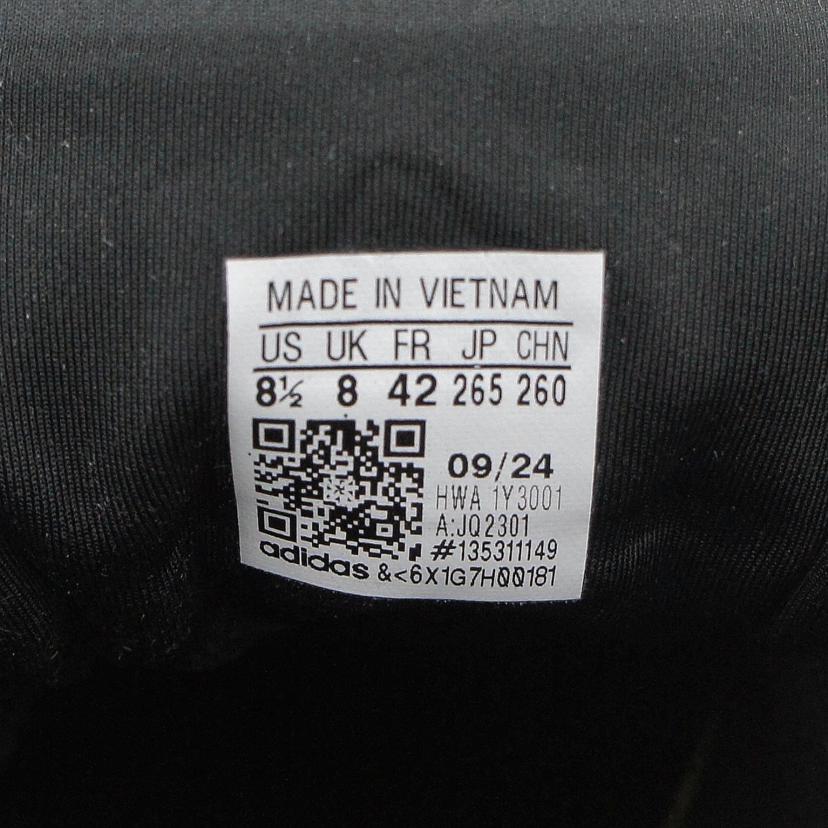 MADE IN VIETNAM
US UK FR JP CHN
8½ 8 42 265 260
09/24
HWA 1Y3001
A:JQ2301
#135311149
adidas &<6X1G7H00181